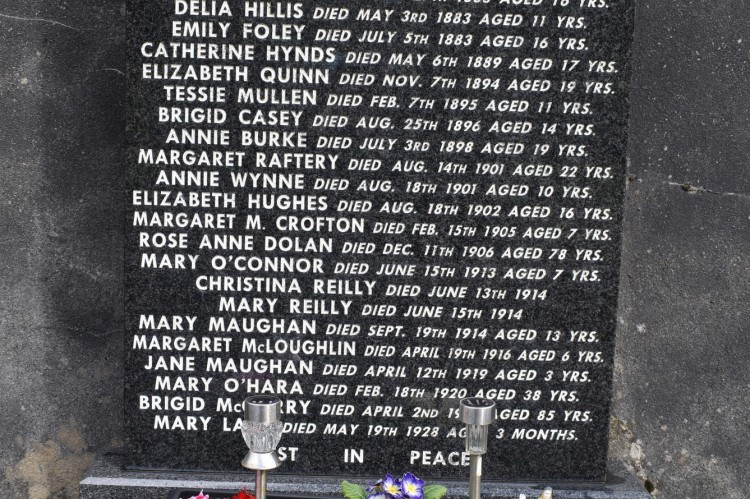 DELIA HILLIS DIED MAY 3RD 1883 AGED 11 YRS.
EMILY FOLEY DIED JULY 5TH 1883 AGED 16 YRS.
CATHERINE HYNDS DIED MAY 6TH 1889 AGED 17 YRS.
ELIZABETH QUINN DIED NOV. 7TH 1894 AGED 19 YRS.
TESSIE MULLEN DIED FEB. 7TH 1895 AGED 11 YRS.
BRIGID CASEY DIED AUG. 25TH 1896 AGED 14 YRS.
ANNIE BURKE DIED JULY 3RD 1898 AGED 19 YRS.
MARGARET RAFTERY DIED AUG. 14TH 1901 AGED 22 YRS.
ANNIE WYNNE DIED AUG. 18TH 1901 AGED 10 YRS.
ELIZABETH HUGHES DIED AUG. 18TH 1902 AGED 16 YRS.
MARGARET M. CROFTON DIED FEB. 15TH 1905 AGED 7 YRS.
ROSE ANNE DOLAN DIED DEC. 11TH 1906 AGED 78 YRS.
MARY O'CONNOR DIED JUNE 15TH 1913 AGED 7 YRS.
CHRISTINA REILLY DIED JUNE 13TH 1914
MARY REILLY DIED JUNE 15TH 1914
MARY MAUGHAN DIED SEPT. 19TH 1914 AGED 13 YRS.
MARGARET McLOUGHLIN DIED APRIL 19TH 1916 AGED 6 YRS.
JANE MAUGHAN DIED APRIL 12TH 1919 AGED 3 YRS.
MARY O'HARA DIED FEB. 18TH 1920 AGED 38 YRS.
BRIGID DIED APRIL 2ND AGED 85 YRS.
MARY DIED MAY 19TH 1928 3 MONTHS.
IN PEACE